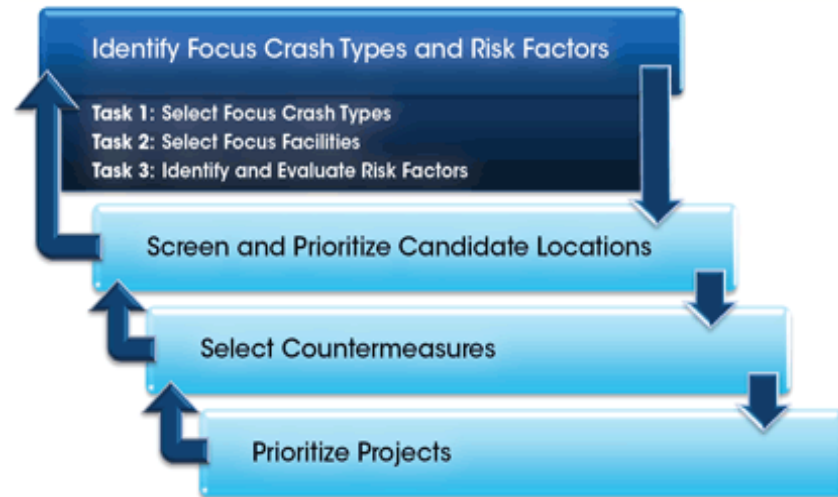 Identify Focus Crash Types and Risk Factors
Task 1: Select Focus Crash Types
Task 2: Select Focus Facilities
Task 3: Identify and Evaluate Risk Factors
Screen and Prioritize Candidate Locations
Select Countermeasures
Prioritize Projects